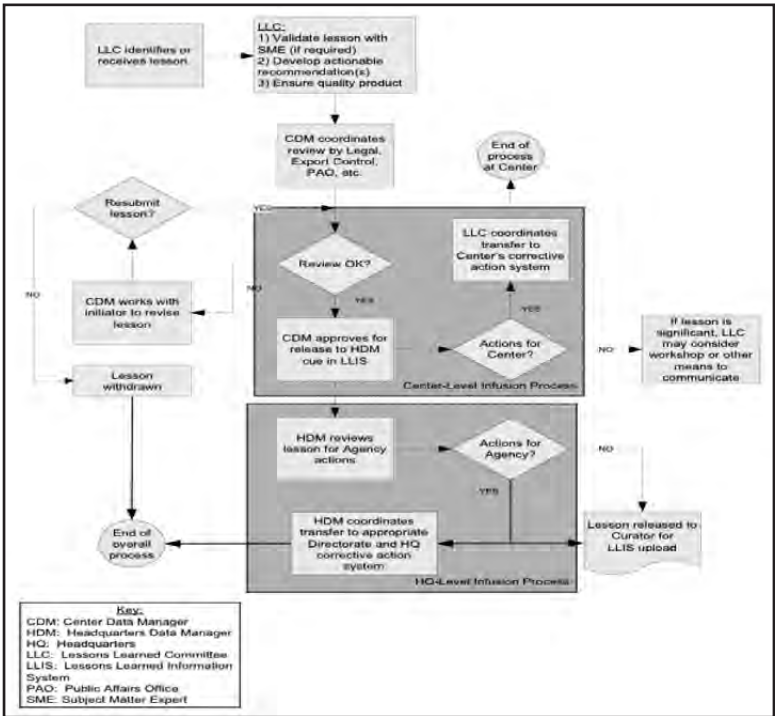 LLC identifies or
receives lesson
LLC:
1) Validate lesson with
SME (if required)
2) Develop actionable
recommendation(s)
3) Ensure quality product
CDM coordinates
review by Legal,
Export Control,
PAO, etc.
End of
process
at Center
Resubmit
lesson?
YES
Review OK?
LLC coordinates
transfer to
Center's corrective
action system
NO
NO
YES
YES
CDM works with
initiator to revise
lesson
CDM approves for
release to HDM
cue in LLIS
Actions for
Center?
NO
If lesson is
significant, LLC
may consider
workshop or other
means to
communicate
Center-Level Infusion Process
Lesson
withdrawn
HDM reviews
lesson for Agency
actions
Actions for
Agency?
NO
YES
End of
overall
process
HDM coordinates
transfer to appropriate
Directorate and HQ
corrective action
system
Lesson released to
Curator for
LLIS upload
HQ-Level Infusion Process
Key:
CDM: Center Data Manager
HDM: Headquarters Data Manager
HQ: Headquarters
LLC: Lessons Learned Committee
LLIS: Lessons Learned Information
System
PAO: Public Affairs Office
SME: Subject Matter Expert